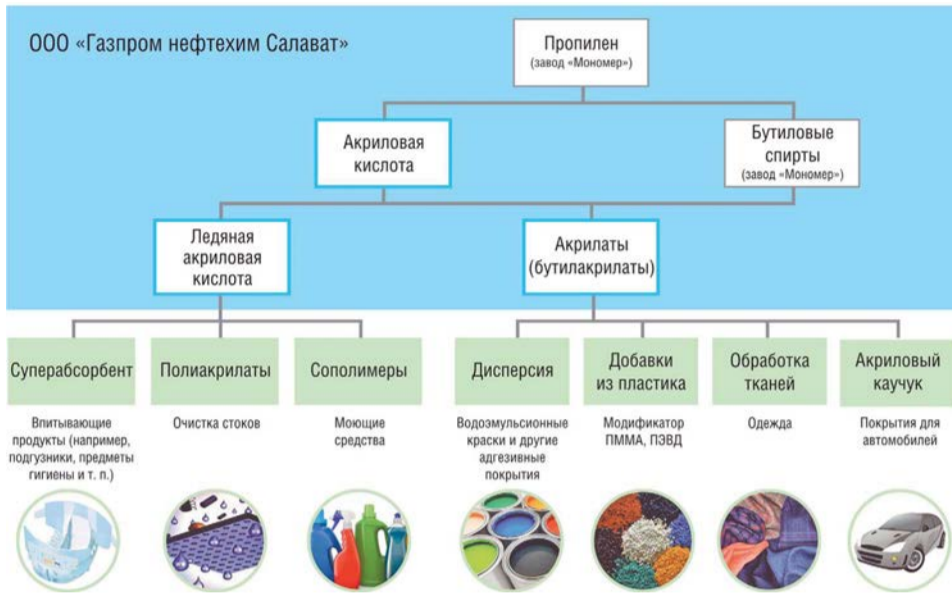 ООО «Газпром нефтехим Салават»
Пропилен
(завод «Мономер»)
Акриловая
кислота
Бутиловые
спирты
(завод «Мономер»)
Ледяная
акриловая
кислота
Акрилаты
(бутилакрилаты)
Суперабсорбент
Впитывающие
продукты (например,
подгузники, предметы
гигиены и т. п.)
Полиакрилаты
Очистка стоков
Сополимеры
Моющие
средства
Дисперсия
Водоэмульсионные
краски и другие
адгезивные
покрытия
Добавки
из пластика
Модификатор
ПММА, ПЭВД
Обработка
тканей
Одежда
Акриловый
каучук
Покрытия для
автомобилей